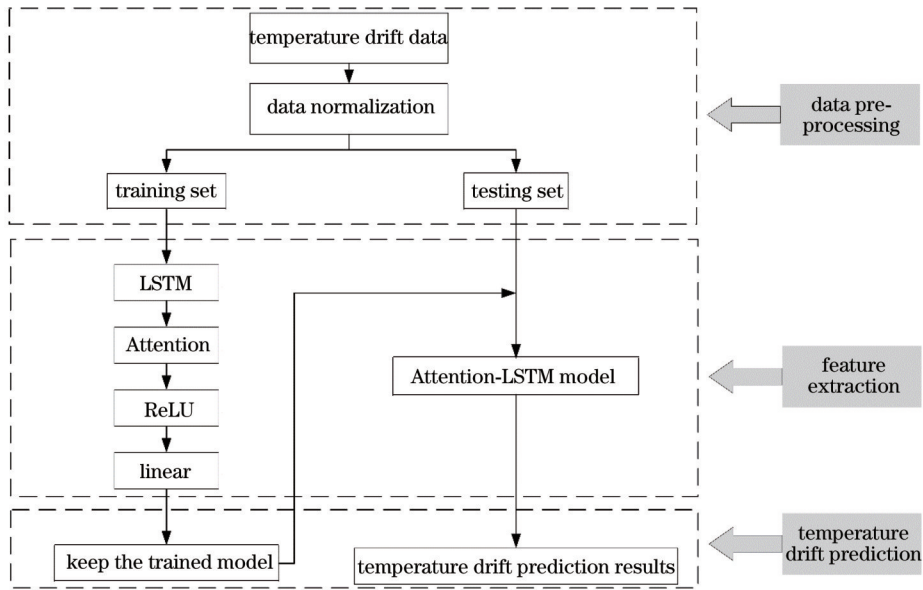 temperature drift data
data normalization
data pre-
processing
training set
testing set
LSTM
Attention
Attention-LSTM model
feature
extraction
ReLU
linear
keep the trained model
temperature drift prediction results
temperature
drift prediction